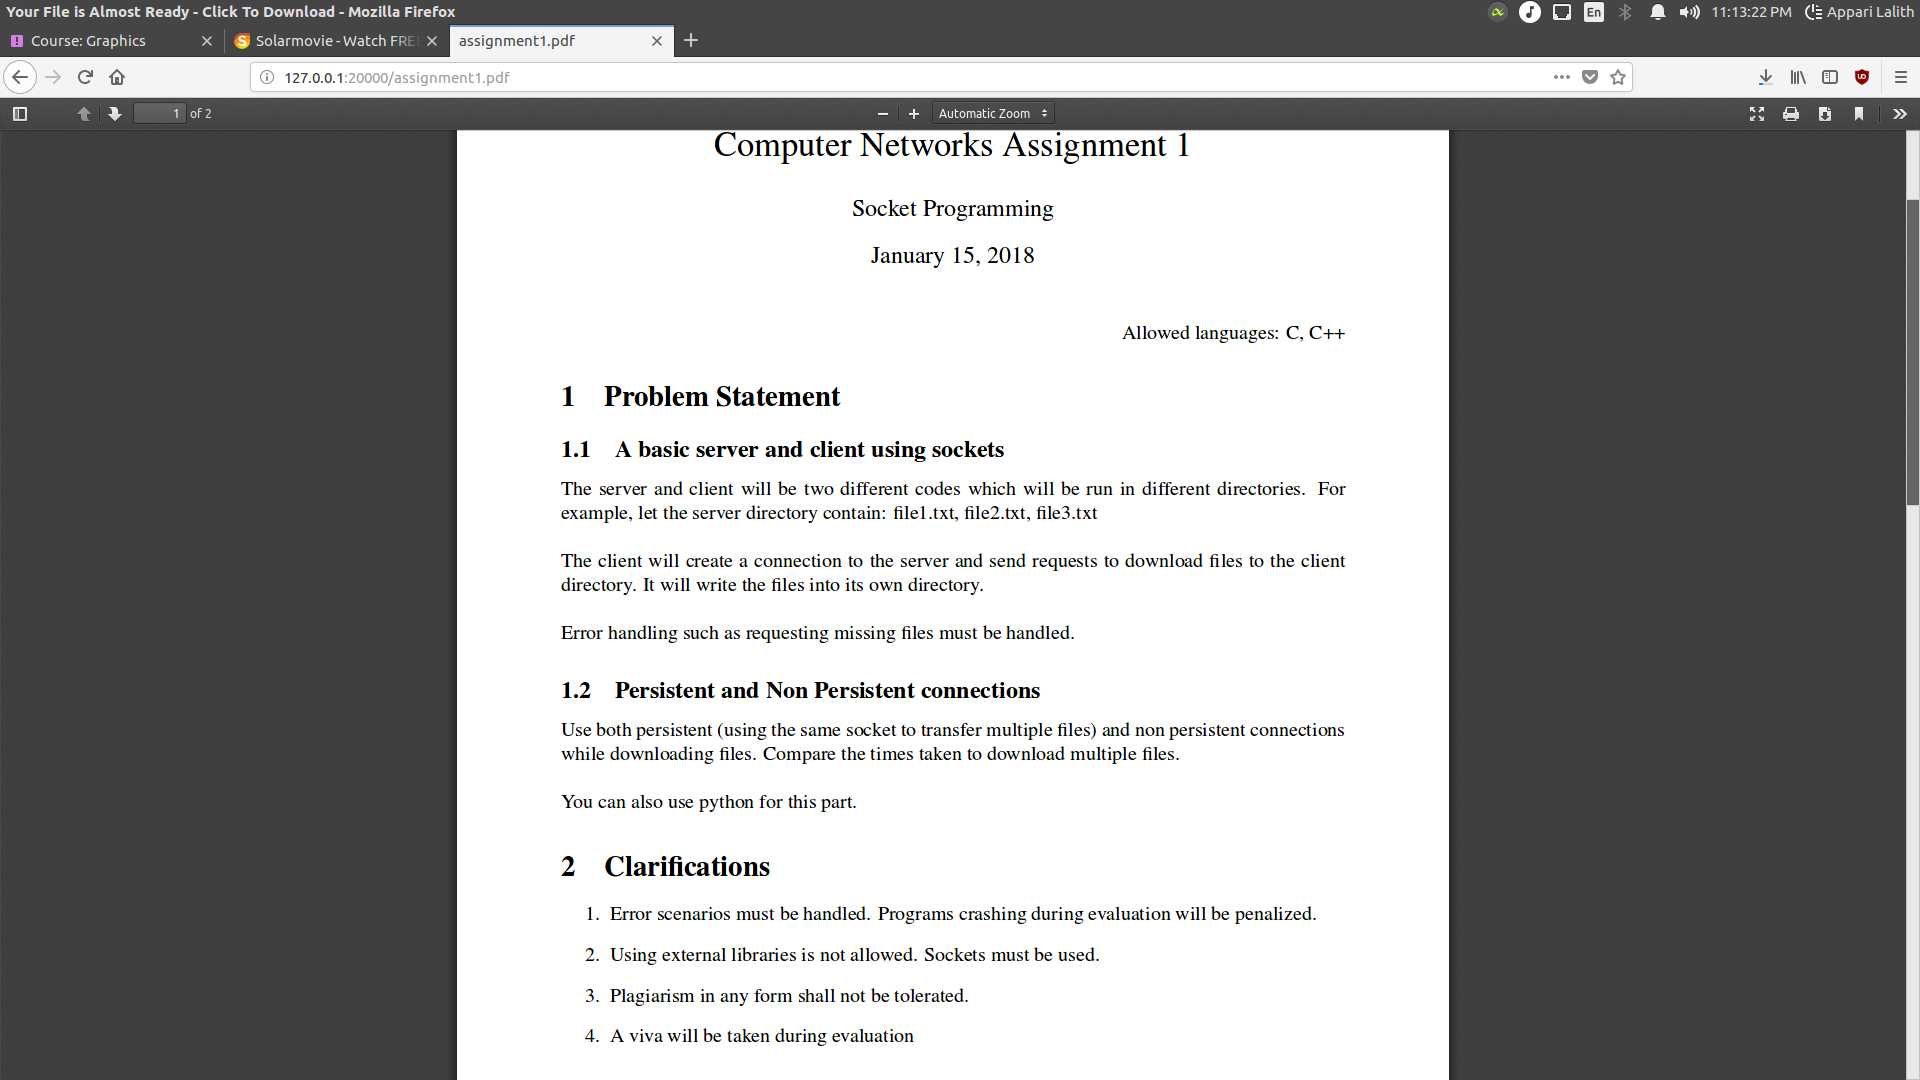 Your File is Almost Ready - Click To Download - Mozilla Firefox
En
11:13:22 PM
Appari Lalith
Course: Graphics
Solarmovie - Watch FREE
assignment1.pdf
127.0.0.1:20000/assignment1.pdf
1 of 2
Automatic Zoom
Computer Networks Assignment 1
Socket Programming
January 15, 2018
Allowed languages: C, C++
1 Problem Statement
1.1 A basic server and client using sockets
The server and client will be two different codes which will be run in different directories. For
example, let the server directory contain: file1.txt, file2.txt, file3.txt
The client will create a connection to the server and send requests to download files to the client
directory. It will write the files into its own directory.
Error handling such as requesting missing files must be handled.
1.2 Persistent and Non Persistent connections
Use both persistent (using the same socket to transfer multiple files) and non persistent connections
while downloading files. Compare the times taken to download multiple files.
You can also use python for this part.
2 Clarifications
1. Error scenarios must be handled. Programs crashing during evaluation will be penalized.
2. Using external libraries is not allowed. Sockets must be used.
3. Plagiarism in any form shall not be tolerated.
4. A viva will be taken during evaluation